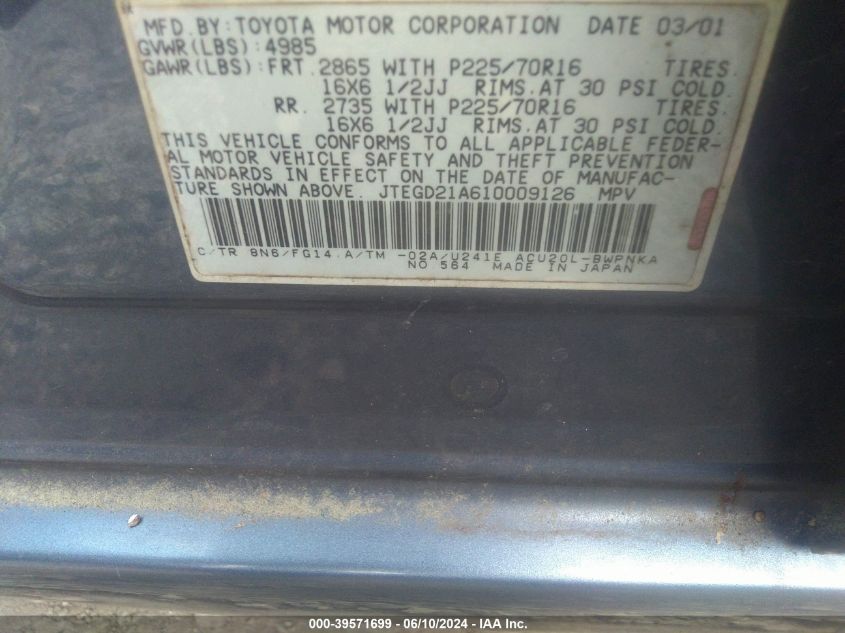 MFD. BY: TOYOTA MOTOR CORPORATION DATE 03/01
GVWR(LBS): 4985
GAWR(LBS): FRT. 2865 WITH P225/70R16 TIRES.
16X6 1/2JJ RIMS. AT 30 PSI COLD.
RR. 2735 WITH P225/70R16 TIRES.
16X6 1/2JJ RIMS. AT 30 PSI COLD.
THIS VEHICLE CONFORMS TO ALL APPLICABLE FEDER-
AL MOTOR VEHICLE SAFETY AND THEFT PREVENTION
STANDARDS IN EFFECT ON THE DATE OF MANUFAC-
TURE SHOWN ABOVE. JTEGD21A610009126 MPV
C/TR 8N6/FG14.A/TM -02A/U241E ACU20L-BWPNKA
NO 564 MADE IN JAPAN
000-39571699 - 06/10/2024 - IAA Inc.